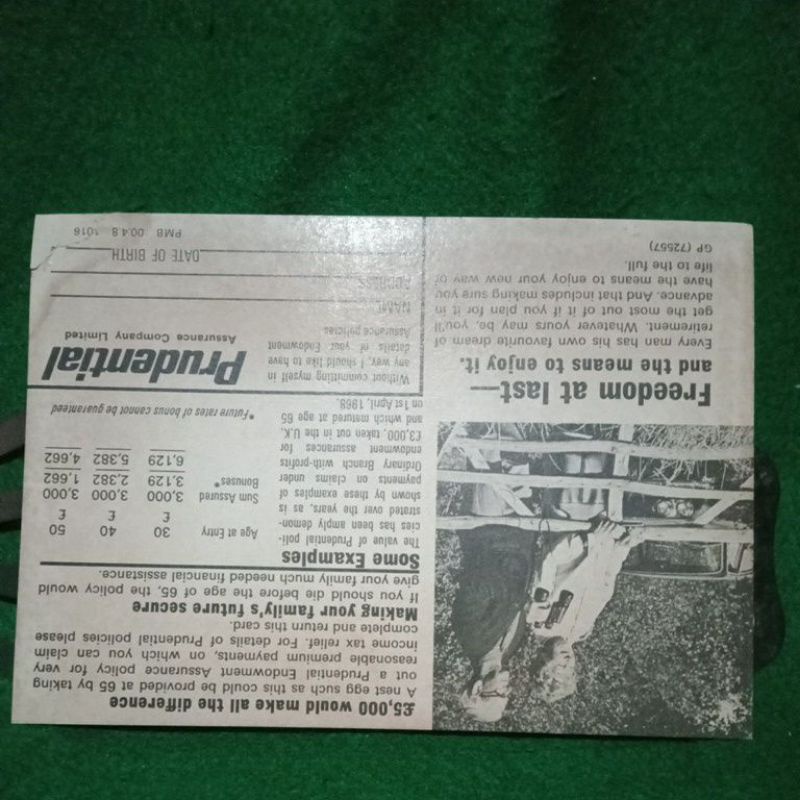 Freedom at last—
and the means to enjoy it.
Every man has his own favourite dream of
retirement. Whatever yours may be, you'll
get the most out of it if you plan for it in
advance. And that includes making sure you
have the means to enjoy your new way of
life to the full.
GP (72557)
£5,000 would make all the difference
A nest egg such as this could be provided at 65 by taking
out a Prudential Endowment Assurance policy for very
reasonable premium payments, on which you can claim
income tax relief. For details of Prudential policies please
complete and return this card.
Making your family's future secure
If you should die before the age of 65, the policy would
give your family much needed financial assistance.
Some Examples
The value of Prudential poli-
cies has been amply demon-
strated over the years, as is
shown by these examples of
payments on claims under
Ordinary Branch with-profits
endowment assurances for
£3,000, taken out in the U.K.
and which matured at age 65
on 1st April, 1968.
Age at Entry 30 40 50
£ £ £
Sum Assured 3,000 3,000 3,000
Bonuses* 3,129 2,382 1,662
6,129 5,382 4,662
*Future rates of bonus cannot be guaranteed
Without committing myself in
any way, I should like to have
details of your Endowment
Assurance policies
Prudential
Assurance Company Limited
NAME
ADDRESS
DATE OF BIRTH
PMB 00.4.8 1016